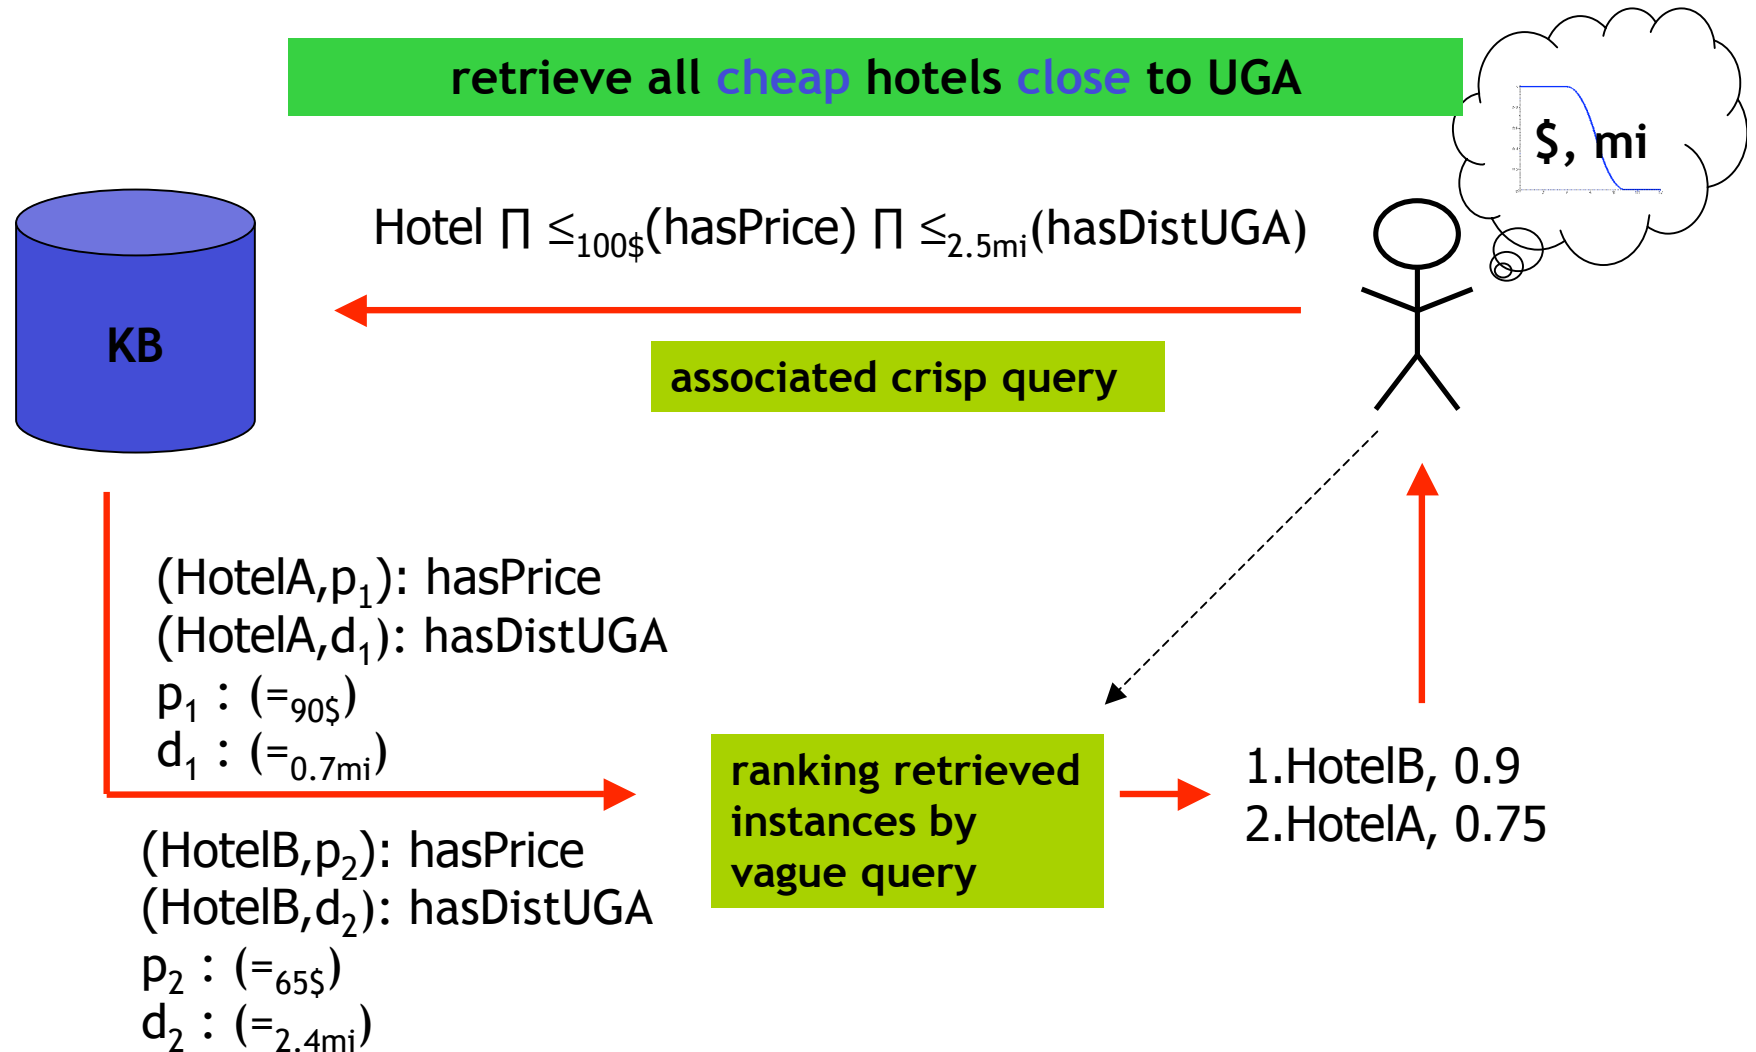 retrieve all cheap hotels close to UGA
$, mi
Hotel ∏ ≤100$(hasPrice) ∏ ≤2.5mi(hasDistUGA)
KB
associated crisp query
(HotelA,p1): hasPrice
(HotelA,d1): hasDistUGA
p1 : (=90$)
d1 : (=0.7mi)
(HotelB,p2): hasPrice
(HotelB,d2): hasDistUGA
p2 : (=65$)
d2 : (=2.4mi)
ranking retrieved
instances by
vague query
1.HotelB, 0.9
2.HotelA, 0.75